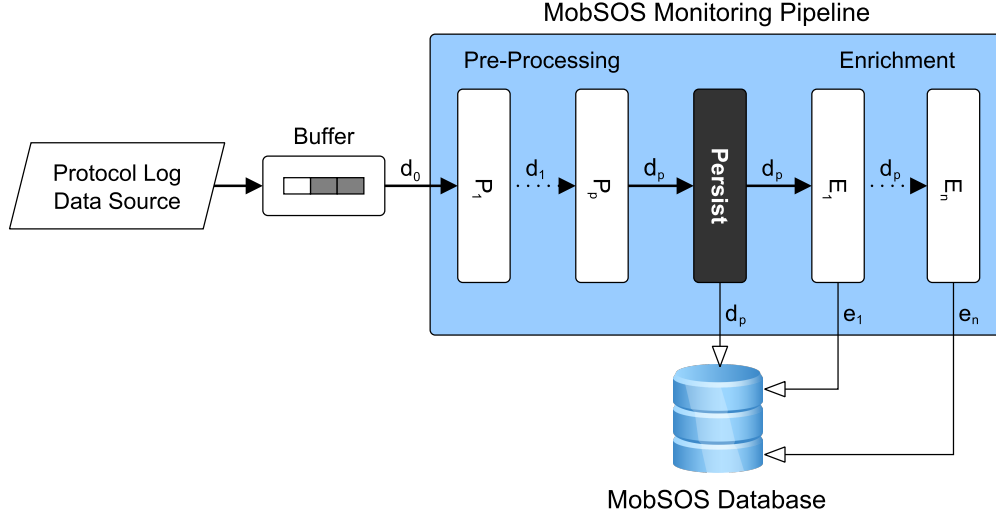 MobSOS Monitoring Pipeline
Pre-Processing
Enrichment
Buffer
Protocol Log
Data Source
d₀
P₁
d₁
Pₚ
dₚ
Persist
dₚ
E₁
dₚ
Eₙ
dₚ
e₁
eₙ
MobSOS Database